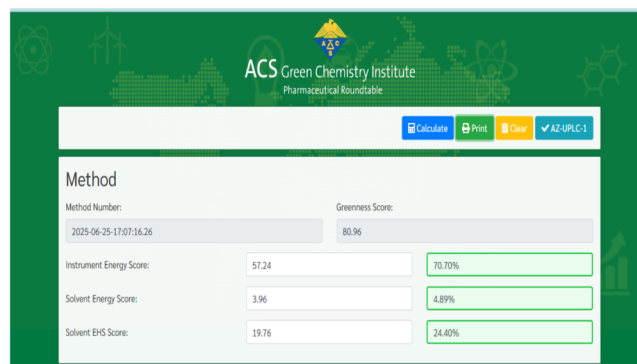 A C S
ACS Green Chemistry Institute
Pharmaceutical Roundtable
Calculate Print Clear AZ-UPLC-1
Method
Method Number: Greenness Score:
2025-06-25-17:07:16.26 80.96
Instrument Energy Score: 57.24 70.70%
Solvent Energy Score: 3.96 4.89%
Solvent EHS Score: 19.76 24.40%